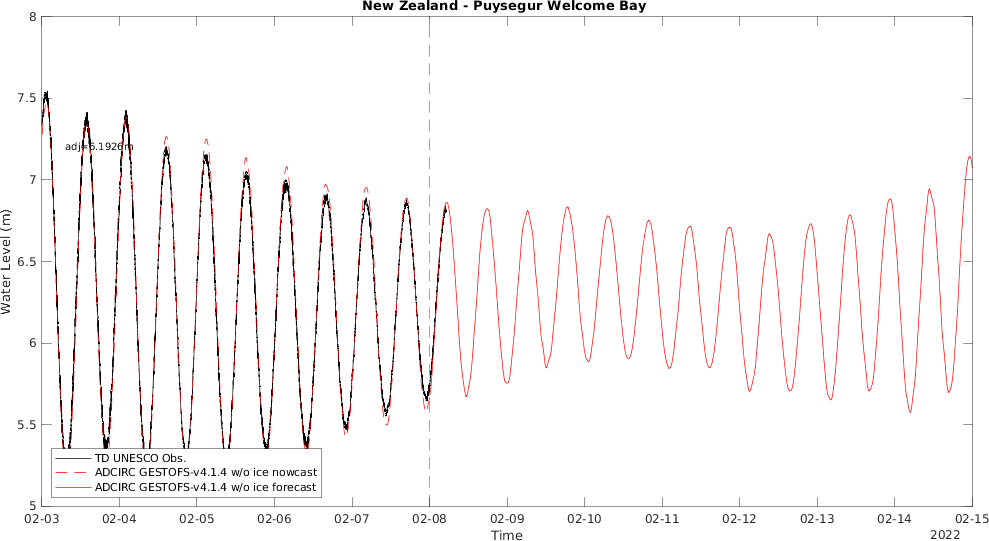 New Zealand - Puysegur Welcome Bay
8
7.5
adj=6.1926m
7
6.5
Water Level (m)
6
5.5
5
TD UNESCO Obs.
ADCIRC GESTOFS-v4.1.4 w/o ice nowcast
ADCIRC GESTOFS-v4.1.4 w/o ice forecast
02-03 02-04 02-05 02-06 02-07 02-08 02-09 02-10 02-11 02-12 02-13 02-14 02-15
Time
2022